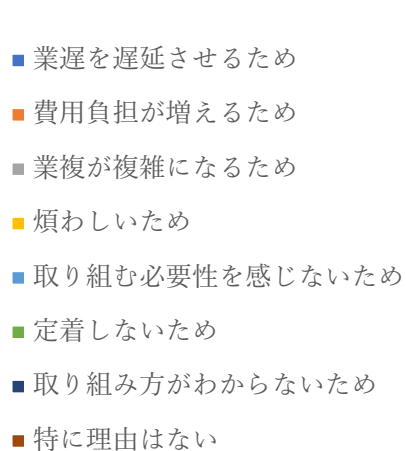 業遅を遅延させるため
費用負担が増えるため
業複が複雑になるため
煩わしいため
取り組む必要性を感じないため
定着しないため
取り組み方がわからないため
特に理由はない